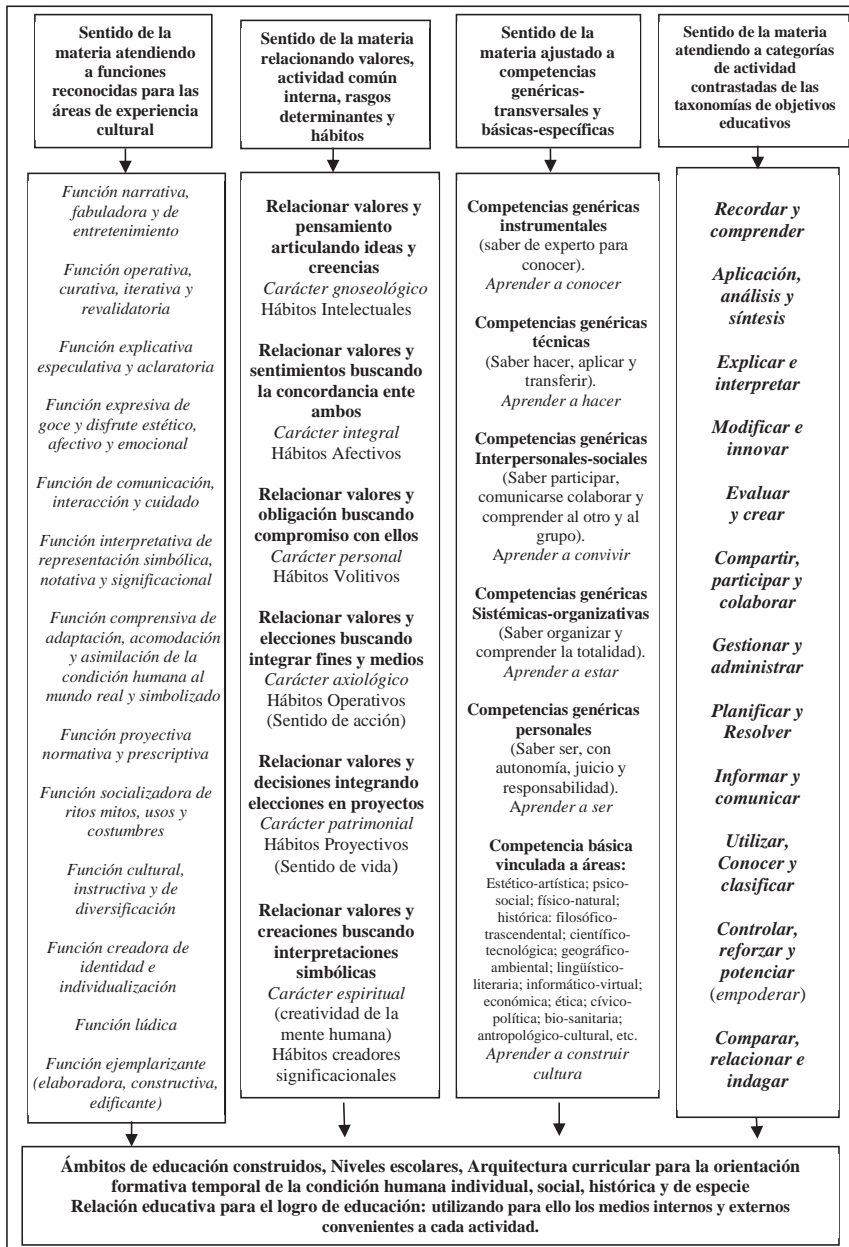 Sentido de la
materia atendiendo
a funciones
reconocidas para las
áreas de experiencia
cultural
Función narrativa,
fabuladora y de
entretenimiento
Función operativa,
curativa, iterativa y
revalidatoria
Función explicativa
especulativa y aclaratoria
Función expresiva de
goce y disfrute estético,
afectivo y emocional
Función de comunicación,
interacción y cuidado
Función interpretativa de
representación simbólica,
notativa y significacional
Función comprensiva de
adaptación, acomodación
y asimilación de la
condición humana al
mundo real y simbolizado
Función proyectiva
normativa y prescriptiva
Función socializadora de
ritos mitos, usos y
costumbres
Función cultural,
instructiva y de
diversificación
Función creadora de
identidad e
individualización
Función lúdica
Función ejemplarizante
(elaboradora, constructiva,
edificante)
Sentido de la materia
relacionando valores,
actividad común
interna, rasgos
determinantes y
hábitos
Relacionar valores y
pensamiento
articulando ideas y
creencias
Carácter gnoseológico
Hábitos Intelectuales
Relacionar valores y
sentimientos buscando
la concordancia ente
ambos
Carácter integral
Hábitos Afectivos
Relacionar valores y
obligación buscando
compromiso con ellos
Carácter personal
Hábitos Volitivos
Relacionar valores y
elecciones buscando
integrar fines y medios
Carácter axiológico
Hábitos Operativos
(Sentido de acción)
Relacionar valores y
decisiones integrando
elecciones en proyectos
Carácter patrimonial
Hábitos Proyectivos
(Sentido de vida)
Relacionar valores y
creaciones buscando
interpretaciones
simbólicas
Carácter espiritual
(creatividad de la
mente humana)
Hábitos creadores
significacionales
Sentido de la
materia ajustado a
competencias
genéricas-
transversales y
básicas-específicas
Competencias genéricas
instrumentales
(saber de experto para
conocer).
Aprender a conocer
Competencias genéricas
técnicas
(Saber hacer, aplicar y
transferir).
Aprender a hacer
Competencias genéricas
Interpersonales-sociales
(Saber participar,
comunicarse colaborar y
comprender al otro y al
grupo).
Aprender a convivir
Competencias genéricas
Sistémicas-organizativas
(Saber organizar y
comprender la totalidad).
Aprender a estar
Competencias genéricas
personales
(Saber ser, con
autonomía, juicio y
responsabilidad).
Aprender a ser
Competencia básica
vinculada a áreas:
Estético-artística; psico-
social; físico-natural;
histórica: filosófico-
trascendental; científico-
tecnológica; geográfico-
ambiental; lingüístico-
literaria; informático-virtual;
económica; ética; cívico-
política; bio-sanitaria;
antropológico-cultural, etc.
Aprender a construir
cultura
Sentido de la materia
atendiendo a categorías
de actividad
contrastadas de las
taxonomías de objetivos
educativos
Recordar y
comprender
Aplicación,
análisis y
síntesis
Explicar e
interpretar
Modificar e
innovar
Evaluar
y crear
Compartir,
participar y
colaborar
Gestionar y
administrar
Planificar y
Resolver
Informar y
comunicar
Utilizar,
Conocer y
clasificar
Controlar,
reforzar y
potenciar
(empoderar)
Comparar,
relacionar e
indagar
Ámbitos de educación construidos, Niveles escolares, Arquitectura curricular para la orientación
formativa temporal de la condición humana individual, social, histórica y de especie
Relación educativa para el logro de educación: utilizando para ello los medios internos y externos
convenientes a cada actividad.